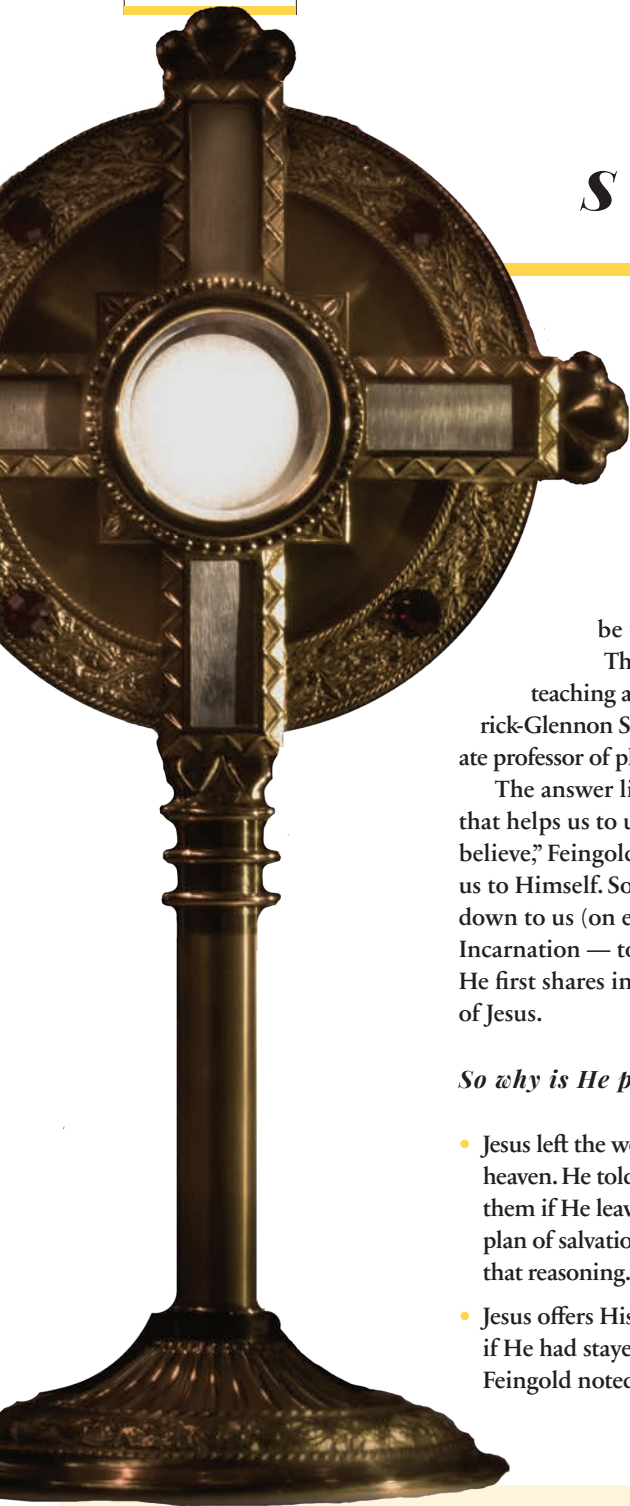 S
be
Th
teaching a
rick-Glennon S
ate professor of pl
The answer li
that helps us to u
believe,” Feingold
us to Himself. So
down to us (on e
Incarnation — to
He first shares in
of Jesus.
So why is He p
• Jesus left the we
heaven. He told
them if He leav
plan of salvatio
that reasoning.
• Jesus offers His
if He had staye
Feingold noted